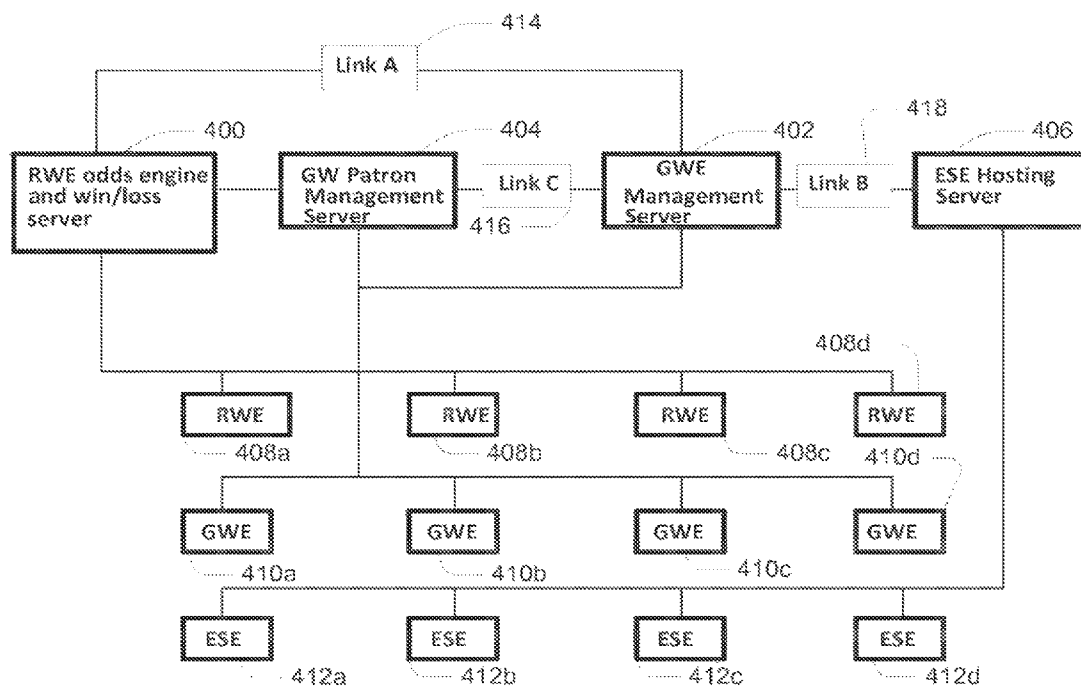 414
Link A
418
400
404
402
406
RWE odds engine
and win/loss
server
GW Patron
Management
Server
Link C
GWE
Management
Server
Link B
ESE Hosting
Server
416
408d
RWE
RWE
RWE
RWE
408a
408b
408c
410d
GWE
GWE
GWE
GWE
410a
410b
410c
ESE
ESE
ESE
ESE
412a
412b
412c
412d